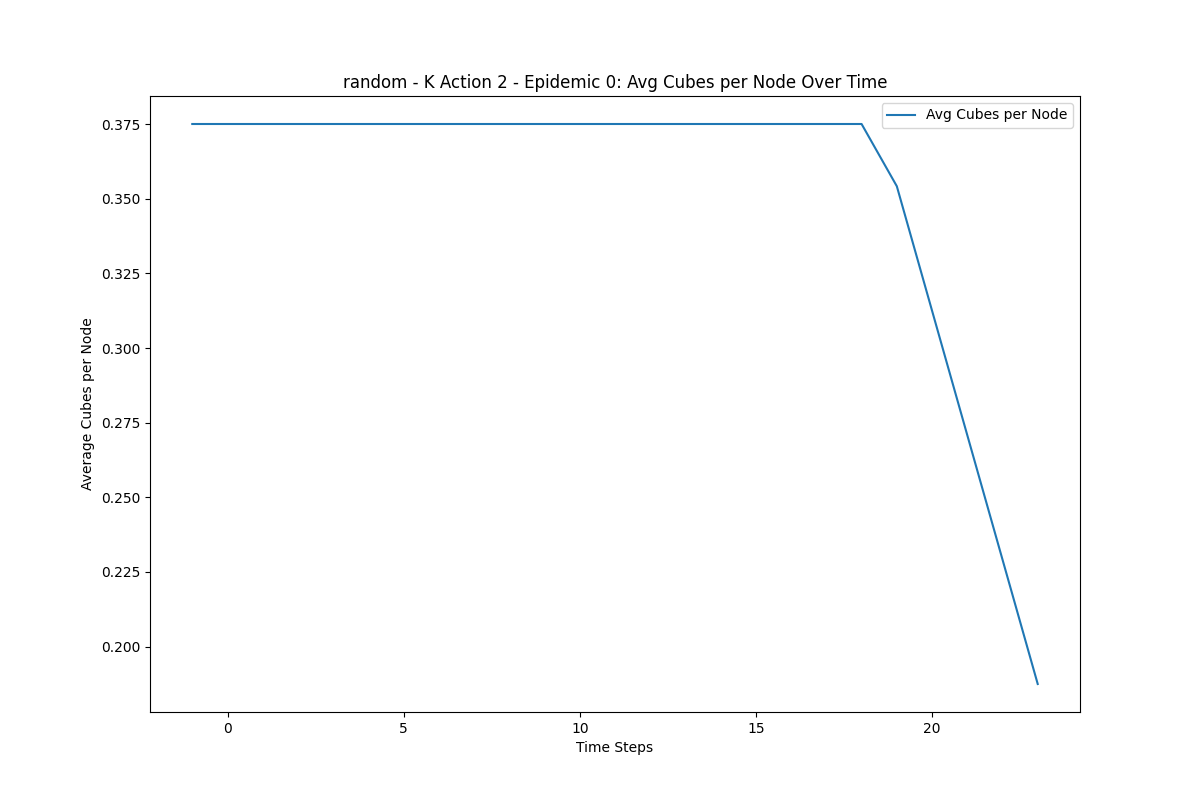 random - K Action 2 - Epidemic 0: Avg Cubes per Node Over Time
Avg Cubes per Node
0.375
0.350
0.325
0.300
0.275
0.250
0.225
0.200
Average Cubes per Node
0 5 10 15 20
Time Steps